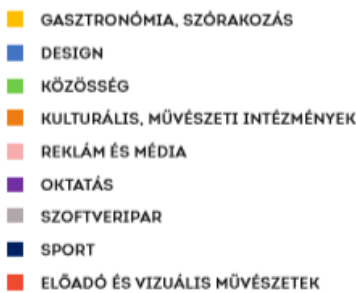 GASZTRONÓMIA, SZÓRAKOZÁS
DESIGN
KÖZÖSSÉG
KULTURÁLIS, MŰVÉSZETI INTÉZMÉNYEK
REKLÁM ÉS MÉDIA
OKTATÁS
SZOFTVERIPAR
SPORT
ELŐADÓ ÉS VIZUÁLIS MŰVÉSZETEK